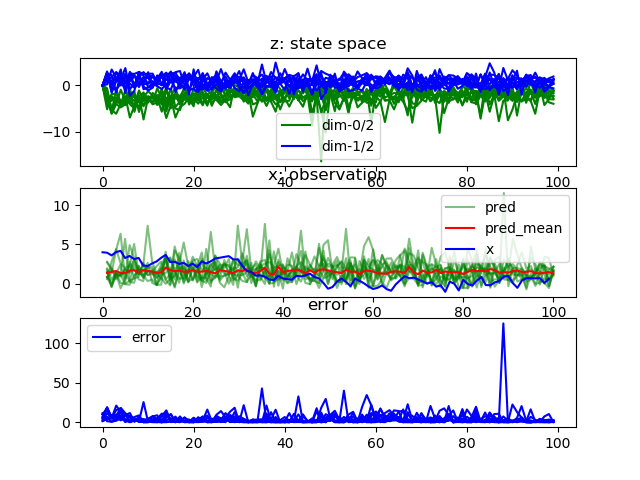 z: state space
0
−10
dim-0/2
dim-1/2
0 20 40 60 80 100
x: observation
10
5
0
pred
pred_mean
x
0 20 40 60 80 100
error
100
50
0
error
0 20 40 60 80 100